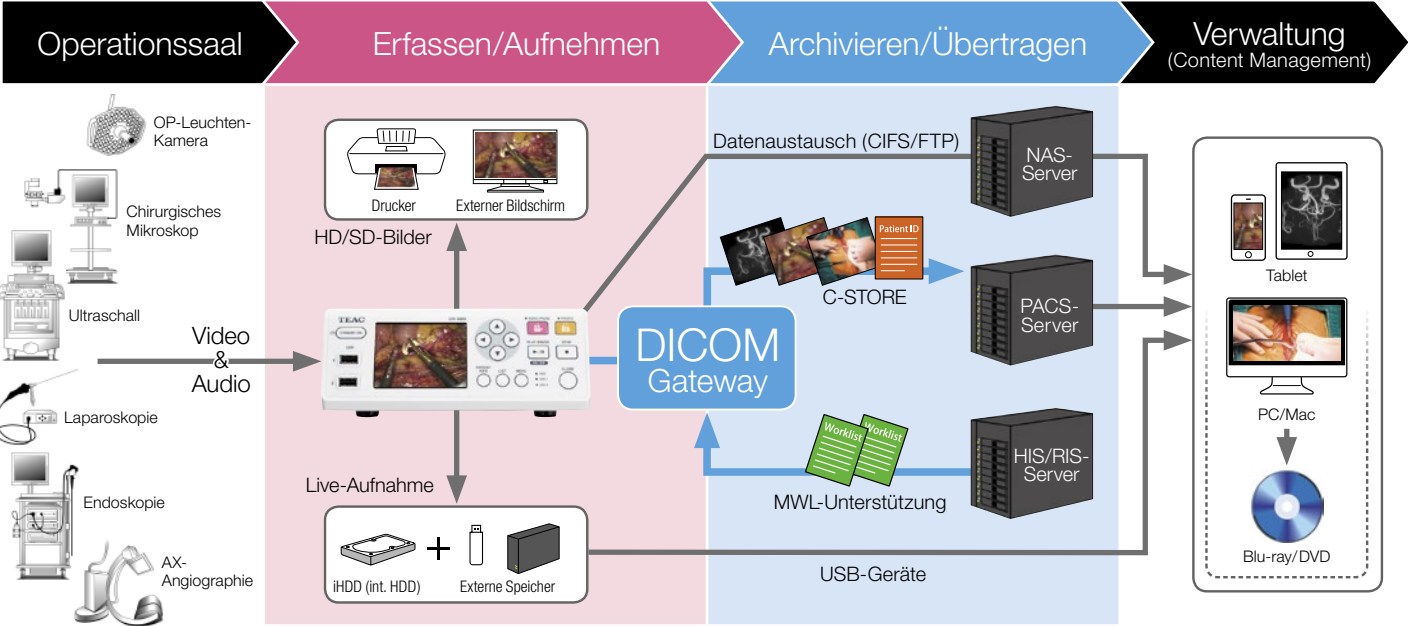 Operationssaal
Erfassen/Aufnehmen
Archivieren/Übertragen
Verwaltung
(Content Management)
OP-Leuchten-
Kamera
Chirurgisches
Mikroskop
Ultraschall
Laparoskopie
Endoskopie
AX-
Angiographie
Video
&
Audio
Drucker
Externer Bildschirm
HD/SD-Bilder
TEAC
Live-Aufnahme
iHDD (int. HDD)
Externe Speicher
Datenaustausch (CIFS/FTP)
Patient ID
C-STORE
DICOM
Gateway
Worklist
Worklist
MWL-Unterstützung
USB-Geräte
NAS-
Server
PACS-
Server
HIS/RIS-
Server
Tablet
PC/Mac
Blu-ray/DVD